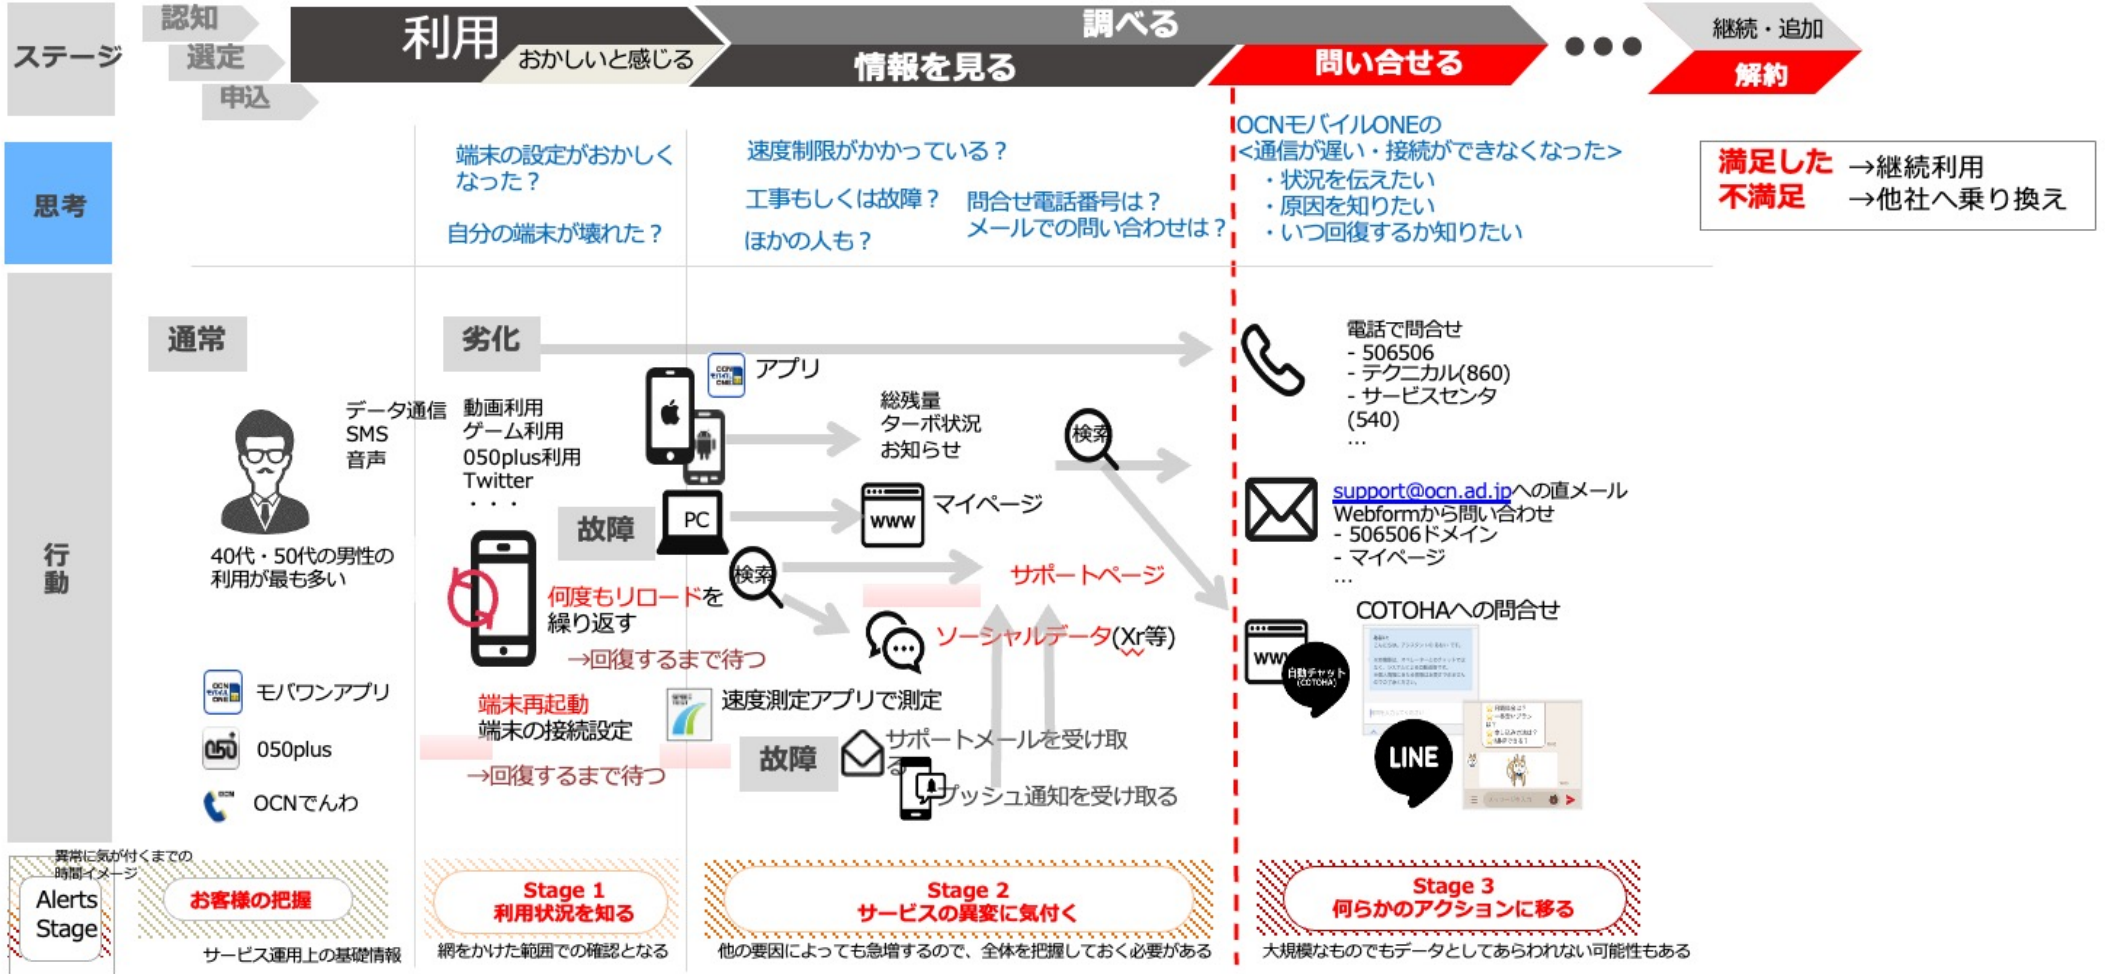 ステージ
認知
選定
申込
利用
おかしいと感じる
調べる
情報を見る
問い合せる
●●●
継続・追加
解約
思考
端末の設定がおかしく
なった？
自分の端末が壊れた？
速度制限がかかっている？
工事もしくは故障？
ほかの人も？
問合せ電話番号は？
メールでの問い合わせは？
OCNモバイルONEの
<通信が遅い・接続ができなくなった>
・状況を伝えたい
・原因を知りたい
・いつ回復するか知りたい
満足した →継続利用
不満足 →他社へ乗り換え
行動
通常
データ通信
SMS
音声
40代・50代の男性の
利用が最も多い
モバワンアプリ
050
050plus
OCN
OCNでんわ
劣化
動画利用
ゲーム利用
050plus利用
Twitter
・・・
故障
何度もリロードを
繰り返す
→回復するまで待つ
端末再起動
端末の接続設定
→回復するまで待つ
OCN
モバイル
ONE
アプリ
総残量
ターボ状況
お知らせ
PC
www
マイページ
検索
検索
サポートページ
ソーシャルデータ(Xr等)
速度測定アプリで測定
故障
サポートメールを受け取
る
プッシュ通知を受け取る
電話で問合せ
- 506506
- テクニカル(860)
- サービスセンタ
(540)
…
support@ocn.ad.jpへの直メール
Webformから問い合わせ
- 506506ドメイン
- マイページ
…
COTOHAへの問合せ
WW
自動チャット
(COTOHA)
LINE
異常に気が付くまでの
時間イメージ
Alerts
Stage
お客様の把握
サービス運用上の基礎情報
Stage 1
利用状況を知る
網をかけた範囲での確認となる
Stage 2
サービスの異変に気付く
他の要因によっても急増するので、全体を把握しておく必要がある
Stage 3
何らかのアクションに移る
大規模なものでもデータとしてあらわれない可能性もある